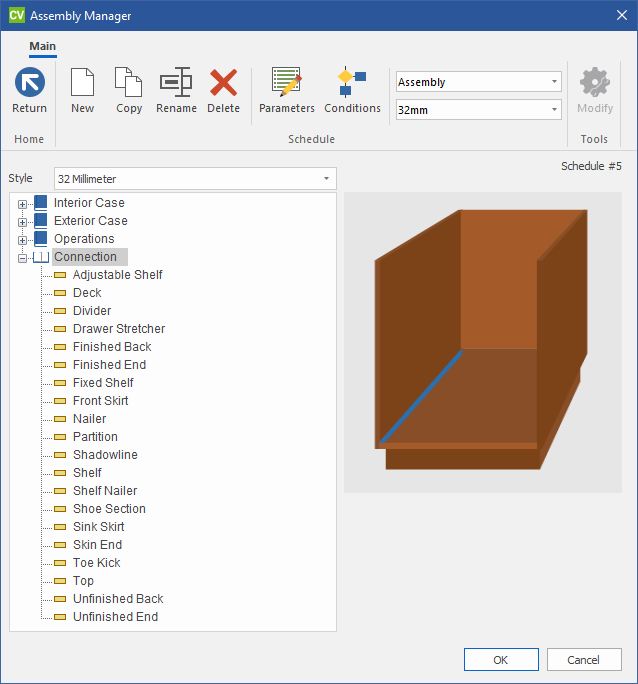 CV Assembly Manager
Main
Return
New
Copy
Rename
Delete
Parameters
Conditions
Assembly
32mm
Modify
Home
Schedule
Tools
Schedule #5
Style
32 Millimeter
Interior Case
Exterior Case
Operations
Connection
Adjustable Shelf
Deck
Divider
Drawer Stretcher
Finished Back
Finished End
Fixed Shelf
Front Skirt
Nailer
Partition
Shadowline
Shelf
Shelf Nailer
Shoe Section
Sink Skirt
Skin End
Toe Kick
Top
Unfinished Back
Unfinished End
OK
Cancel